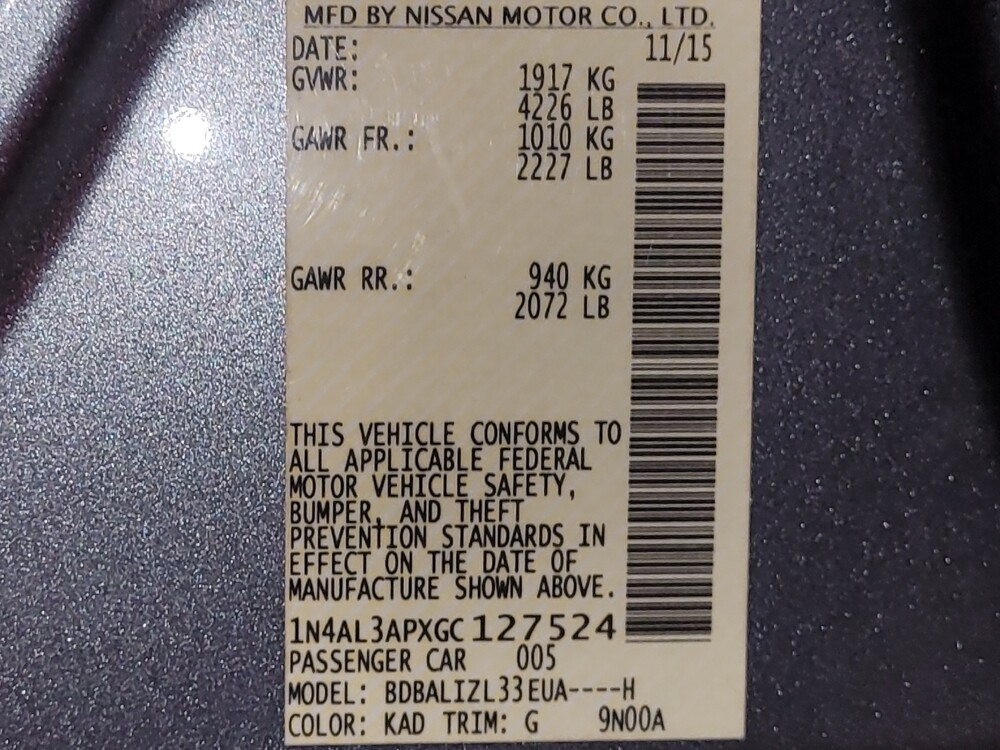 MFD BY NISSAN MOTOR CO., LTD.
DATE: 11/15
GVWR: 1917 KG
4226 LB
GAWR FR.: 1010 KG
2227 LB
GAWR RR.: 940 KG
2072 LB
THIS VEHICLE CONFORMS TO
ALL APPLICABLE FEDERAL
MOTOR VEHICLE SAFETY,
BUMPER, AND THEFT
PREVENTION STANDARDS IN
EFFECT ON THE DATE OF
MANUFACTURE SHOWN ABOVE.
1N4AL3APXGC127524
PASSENGER CAR 005
MODEL: BDBALIZL33EUA----H
COLOR: KAD TRIM: G 9N00A